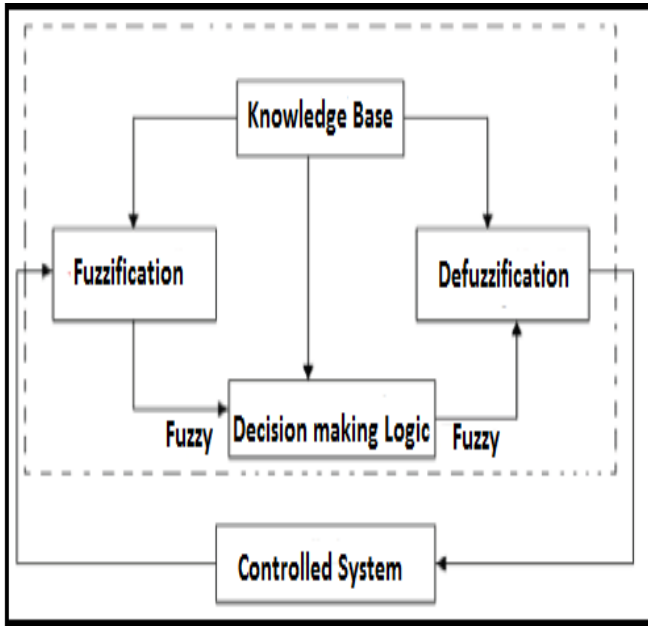 Knowledge Base
Fuzzification
Defuzzification
Fuzzy
Decision making Logic
Fuzzy
Controlled System